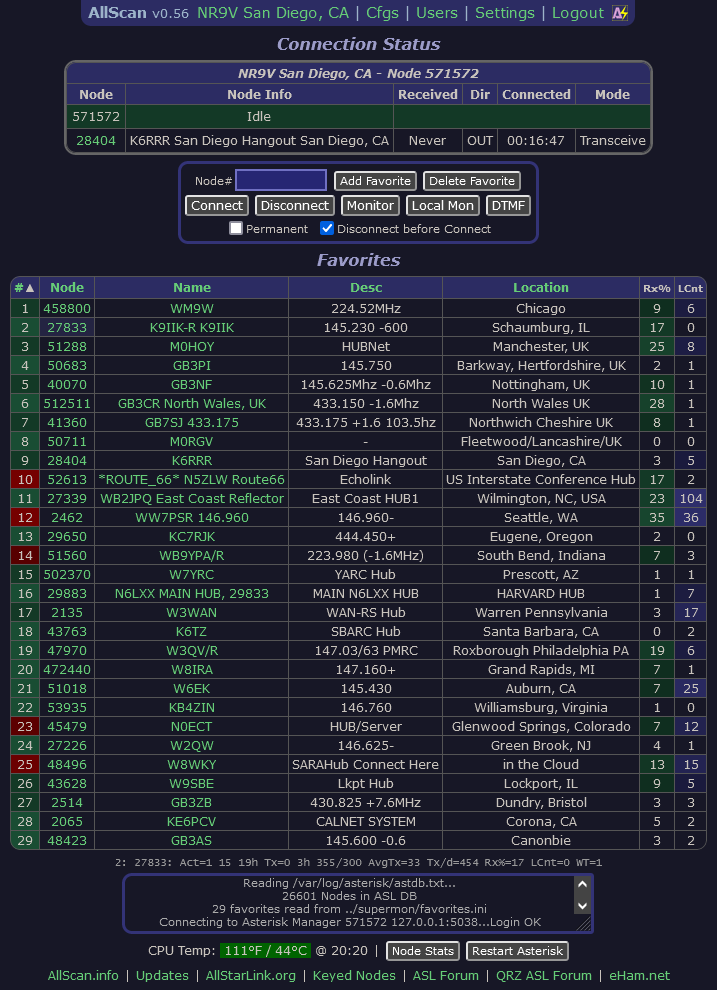 AllScan v0.56 NR9V San Diego, CA | Cfgs | Users | Settings | Logout
Connection Status
NR9V San Diego, CA - Node 571572
Node Node Info Received Dir Connected Mode
571572 Idle
28404 K6RRR San Diego Hangout San Diego, CA Never OUT 00:16:47 Transceive
Node# Add Favorite Delete Favorite
Connect Disconnect Monitor Local Mon DTMF
Permanent Disconnect before Connect
Favorites
#▲ Node Name Desc Location Rx% LCnt
1 458800 WM9W 224.52MHz Chicago 9 6
2 27833 K9IIK-R K9IIK 145.230 -600 Schaumburg, IL 17 0
3 51288 M0HOY HUBNet Manchester, UK 25 8
4 50683 GB3PI 145.750 Barkway, Hertfordshire, UK 2 1
5 40070 GB3NF 145.625Mhz -0.6Mhz Nottingham, UK 10 1
6 512511 GB3CR North Wales, UK 433.150 -1.6Mhz North Wales UK 28 1
7 41360 GB7SJ 433.175 433.175 +1.6 103.5hz Northwich Cheshire UK 8 1
8 50711 M0RGV - Fleetwood/Lancashire/UK 0 0
9 28404 K6RRR San Diego Hangout San Diego, CA 3 5
10 52613 *ROUTE_66* N5ZLW Route66 Echolink US Interstate Conference Hub 17 2
11 27339 WB2JPQ East Coast Reflector East Coast HUB1 Wilmington, NC, USA 23 104
12 2462 WW7PSR 146.960 146.960- Seattle, WA 35 36
13 29650 KC7RJK 444.450+ Eugene, Oregon 2 0
14 51560 WB9YPA/R 223.980 (-1.6MHz) South Bend, Indiana 7 3
15 502370 W7YRC YARC Hub Prescott, AZ 1 1
16 29883 N6LXX MAIN HUB, 29833 MAIN N6LXX HUB HARVARD HUB 1 7
17 2135 W3WAN WAN-RS Hub Warren Pennsylvania 3 17
18 43763 K6TZ SBARC Hub Santa Barbara, CA 0 2
19 47970 W3QV/R 147.03/63 PMRC Roxborough Philadelphia PA 19 6
20 472440 W8IRA 147.160+ Grand Rapids, MI 7 1
21 51018 W6EK 145.430 Auburn, CA 7 25
22 53935 KB4ZIN 146.760 Williamsburg, Virginia 1 0
23 45479 N0ECT HUB/Server Glenwood Springs, Colorado 7 12
24 27226 W2QW 146.625- Green Brook, NJ 4 1
25 48496 W8WKY SARAHub Connect Here in the Cloud 13 15
26 43628 W9SBE Lkpt Hub Lockport, IL 9 5
27 2514 GB3ZB 430.825 +7.6MHz Dundry, Bristol 3 3
28 2065 KE6PCV CALNET SYSTEM Corona, CA 5 2
29 48423 GB3AS 145.600 -0.6 Canonbie 3 2
2: 27833: Act=1 15 19h Tx=0 3h 355/300 AvgTx=33 Tx/d=454 Rx%=17 LCnt=0 WT=1
Reading /var/log/asterisk/astdb.txt...
26601 Nodes in ASL DB
29 favorites read from ../supermon/favorites.ini
Connecting to Asterisk Manager 571572 127.0.0.1:5038...Login OK
CPU Temp: 111°F / 44°C @ 20:20 | Node Stats Restart Asterisk
AllScan.info | Updates | AllStarLink.org | Keyed Nodes | ASL Forum | QRZ ASL Forum | eHam.net